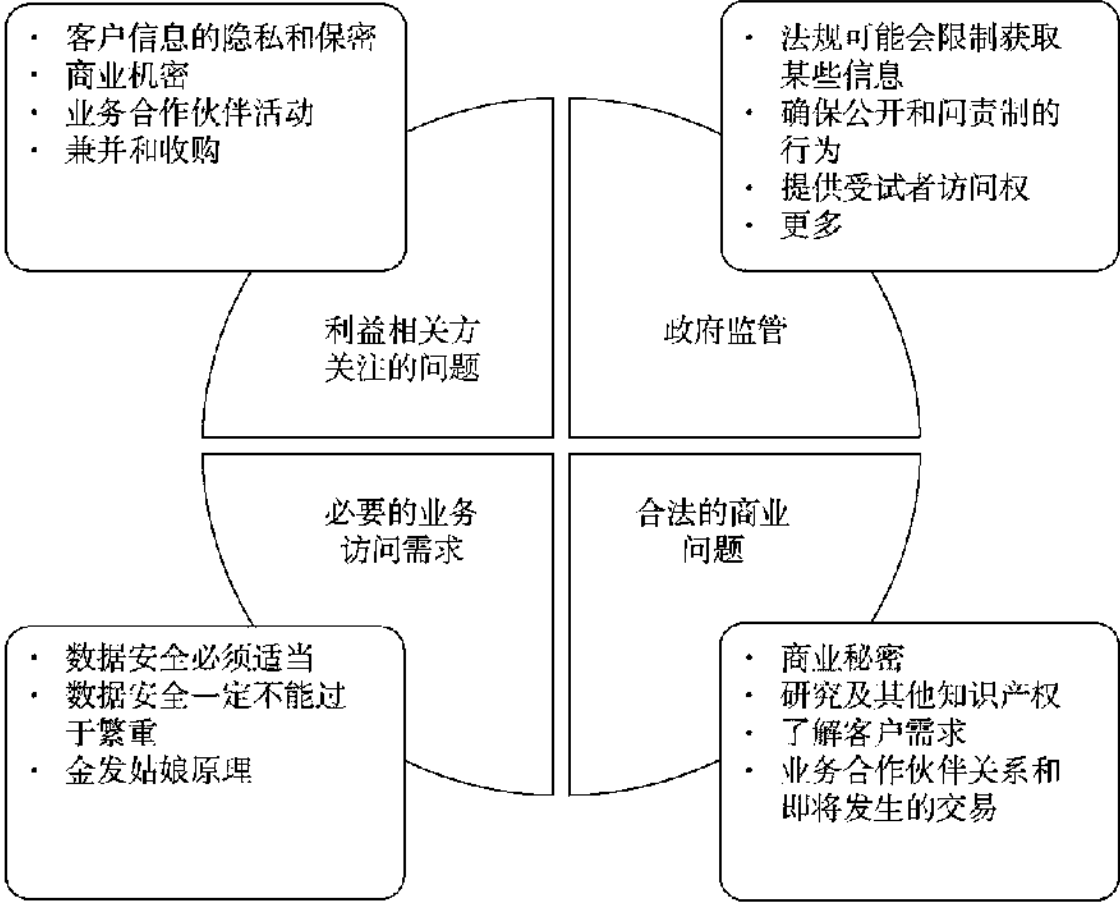 · 客户信息的隐私和保密
· 商业机密
· 业务合作伙伴活动
· 兼并和收购
· 法规可能会限制获取
某些信息
· 确保公开和问责制的
行为
· 提供受试者访问权
· 更多
利益相关方
关注的问题
政府监管
必要的业务
访问需求
合法的商业
问题
· 数据安全必须适当
· 数据安全一定不能过
于繁重
· 金发姑娘原理
· 商业秘密
· 研究及其他知识产权
· 了解客户需求
· 业务合作伙伴关系和
即将发生的交易